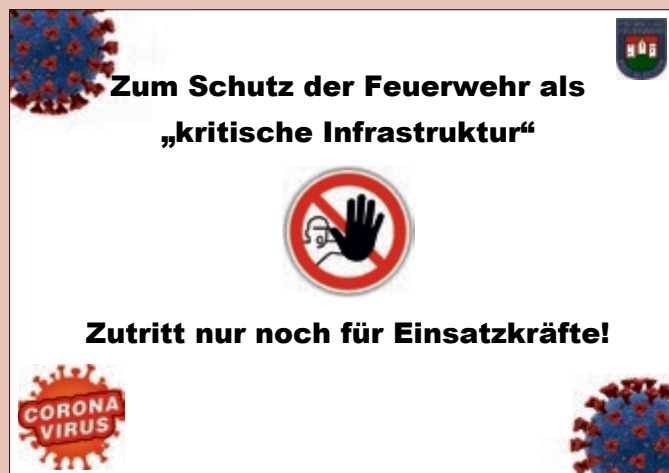 Zum Schutz der Feuerwehr als
„kritische Infrastruktur“
Zutritt nur noch für Einsatzkräfte!
CORONA
VIRUS